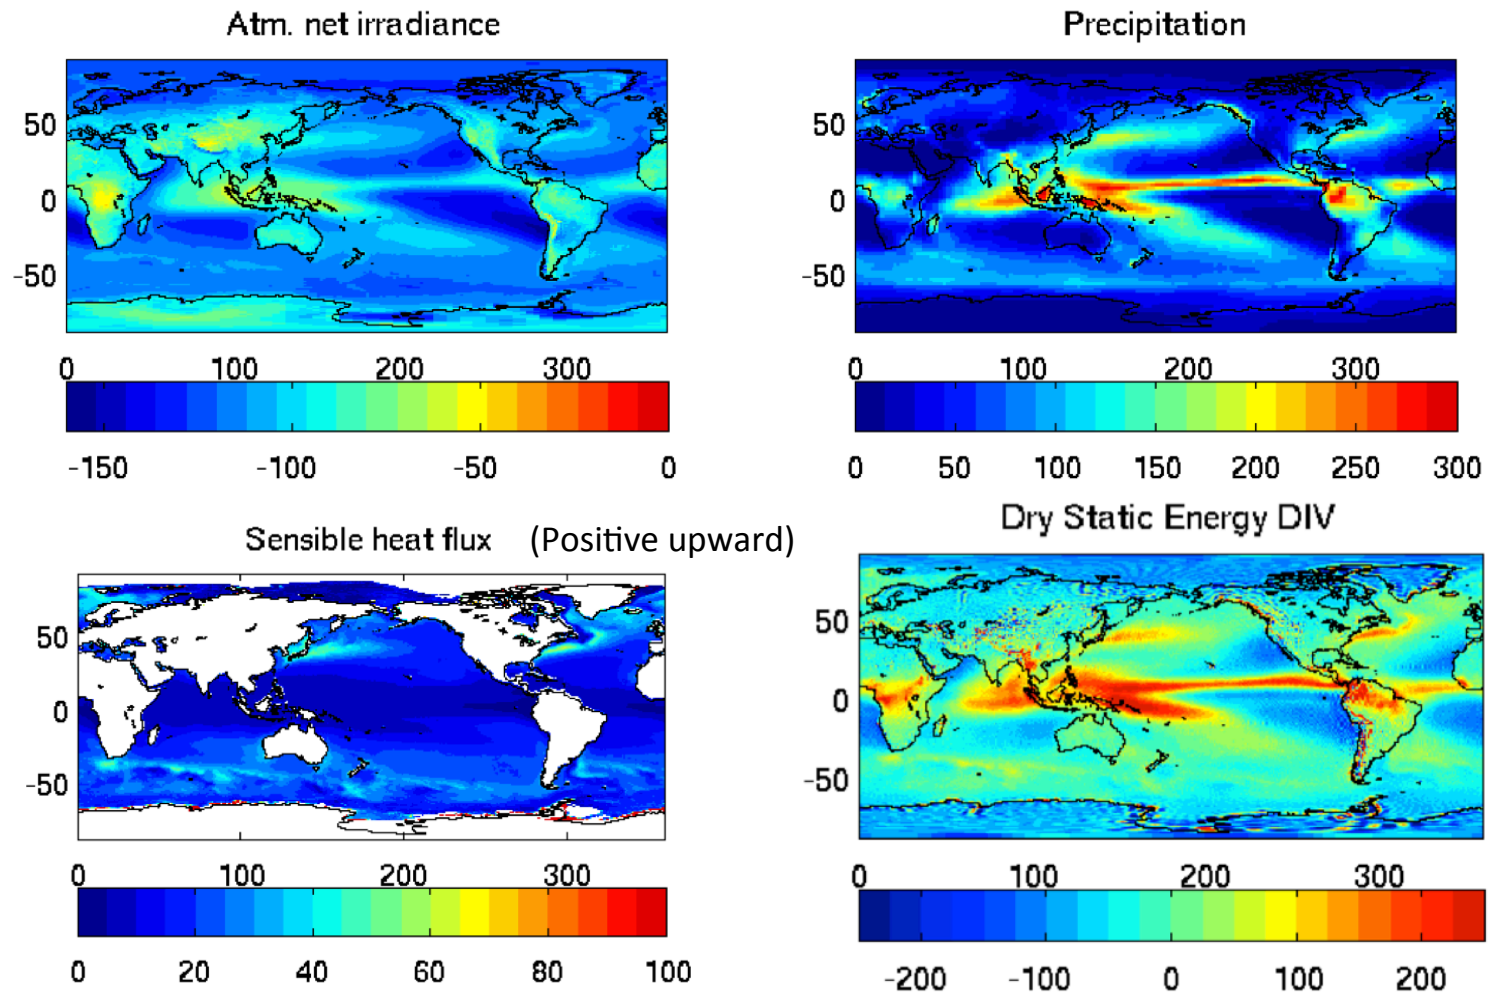 Atm. net irradiance
50
0
-50
0 100 200 300
-150 -100 -50 0
Precipitation
50
0
-50
0 100 200 300
0 50 100 150 200 250 300
Sensible heat flux (Positive upward)
50
0
-50
0 100 200 300
0 20 40 60 80 100
Dry Static Energy DIV
50
0
-50
0 100 200 300
-200 -100 0 100 200